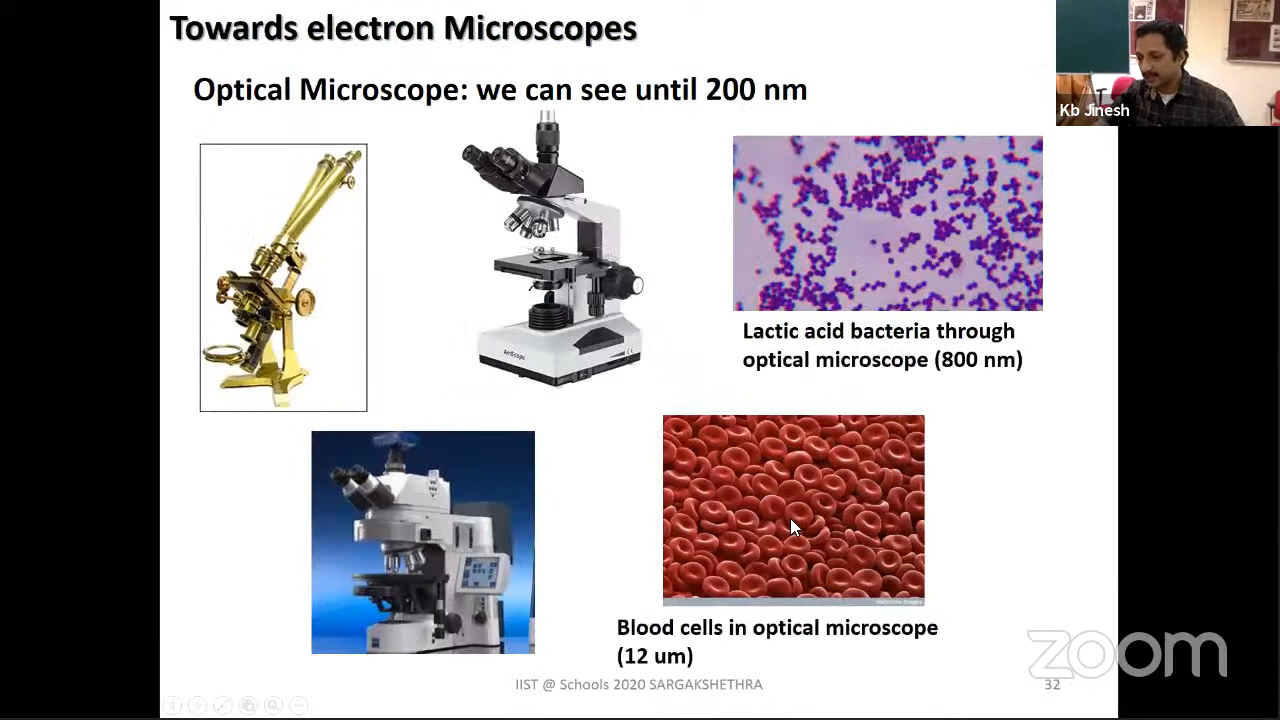 Towards electron Microscopes
Optical Microscope: we can see until 200 nm
Kb Jinesh
AmScope
Lactic acid bacteria through
optical microscope (800 nm)
Blood cells in optical microscope
(12 um)
IIST @ Schools 2020 SARGAKSHETHRA
32
zoom